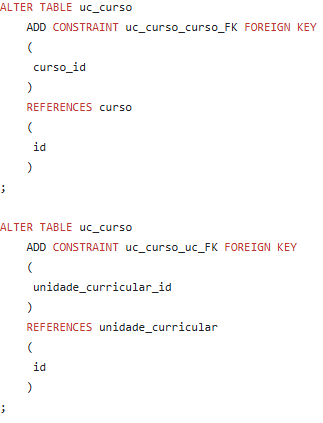 ALTER TABLE uc_curso
    ADD CONSTRAINT uc_curso_curso_FK FOREIGN KEY
    (
     curso_id
    )
    REFERENCES curso
    (
     id
    )
;

ALTER TABLE uc_curso
    ADD CONSTRAINT uc_curso_uc_FK FOREIGN KEY
    (
     unidade_curricular_id
    )
    REFERENCES unidade_curricular
    (
     id
    )
;